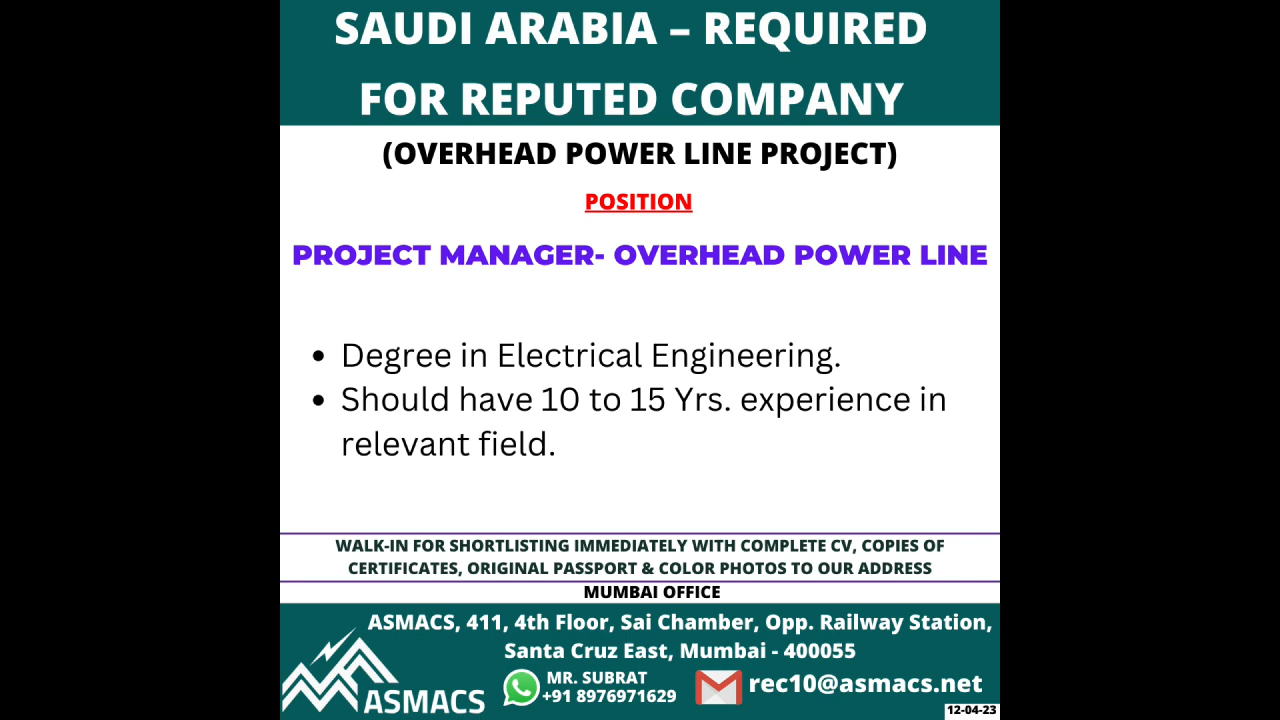 SAUDI ARABIA – REQUIRED
FOR REPUTED COMPANY
(OVERHEAD POWER LINE PROJECT)
POSITION
PROJECT MANAGER- OVERHEAD POWER LINE
• Degree in Electrical Engineering.
• Should have 10 to 15 Yrs. experience in
relevant field.
WALK-IN FOR SHORTLISTING IMMEDIATELY WITH COMPLETE CV, COPIES OF
CERTIFICATES, ORIGINAL PASSPORT & COLOR PHOTOS TO OUR ADDRESS
MUMBAI OFFICE
ASMACS, 411, 4th Floor, Sai Chamber, Opp. Railway Station,
Santa Cruz East, Mumbai - 400055
ASMACS
MR. SUBRAT
+91 8976971629
rec10@asmacs.net
12-04-23